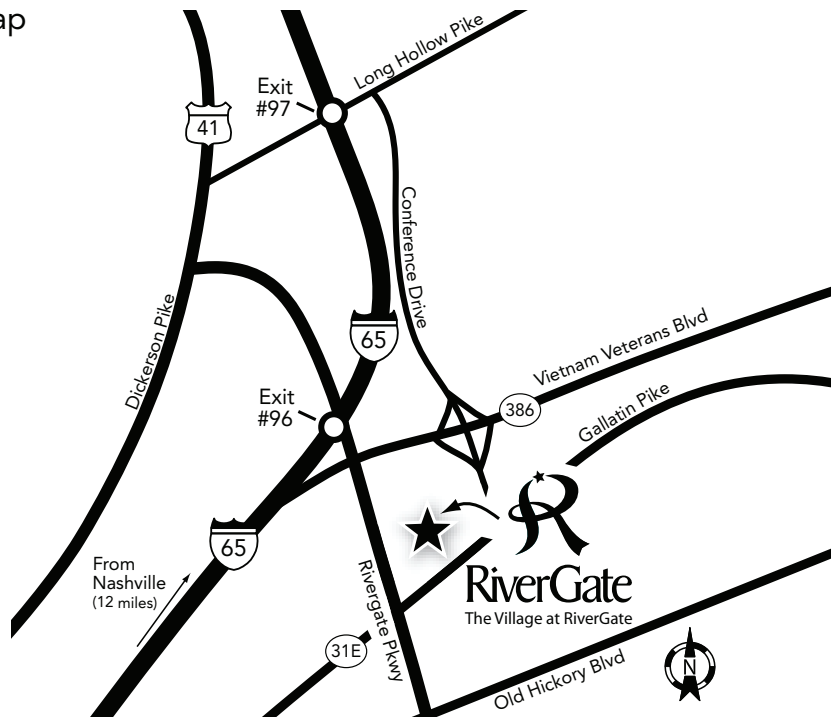 ap
Long Hollow Pike
Exit
#97
41
Conference Drive
Dickerson Pike
65
Vietnam Veterans Blvd
386
Exit
#96
Gallatin Pike
65
From
Nashville
(12 miles)
RiverGate
The Village at RiverGate
Rivergate Pkwy
31E
Old Hickory Blvd
N